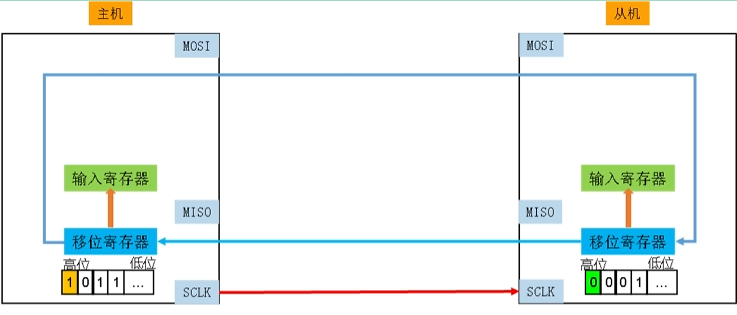 主机
从机
MOSI
MOSI
输入寄存器
输入寄存器
MISO
MISO
移位寄存器
移位寄存器
高位
低位
高位
低位
1 0 1 1 ...
0 0 0 1 ...
SCLK
SCLK